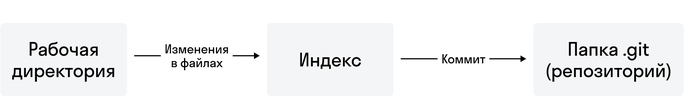 Рабочая
директория
Изменения
в файлах
Индекс
Коммит
Папка .git
(репозиторий)